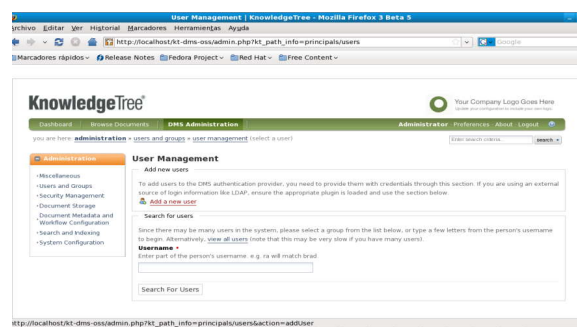 User Management | KnowledgeTree - Mozilla Firefox 3 Beta 5
Archivo Editar Ver Historial Marcadores Herramientas Ayuda
http://localhost/kt-dms-oss/admin.php?kt_path_info=principals/users
Google
Marcadores rápidos Release Notes Fedora Project Red Hat Free Content
KnowledgeTree
Your Company Logo Goes Here
Dashboard Browse Documents DMS Administration
Administrator Preferences About Logout
you are here: administration » users and groups » user management (select a user)
Enter search criteria... search
Administration
Miscellaneous
Users and Groups
Security Management
Document Storage
Document Metadata and Workflow Configuration
Search and Indexing
System Configuration
User Management
Add new users
To add users to the DMS authentication provider, you need to provide them with credentials through this section. If you are using an external
source of login information like LDAP, ensure the appropriate plugin is loaded and use the section below.
Add a new user
Search for users
Since there may be many users in the system, please select a group from the list below, or type a few letters from the person's username
to begin. Alternatively, view all users (note that this may be very slow if you have many users).
Username *
Enter part of the person's username. e.g. ra will match brad.
Search For Users
http://localhost/kt-dms-oss/admin.php?kt_path_info=principals/users&action=addUser